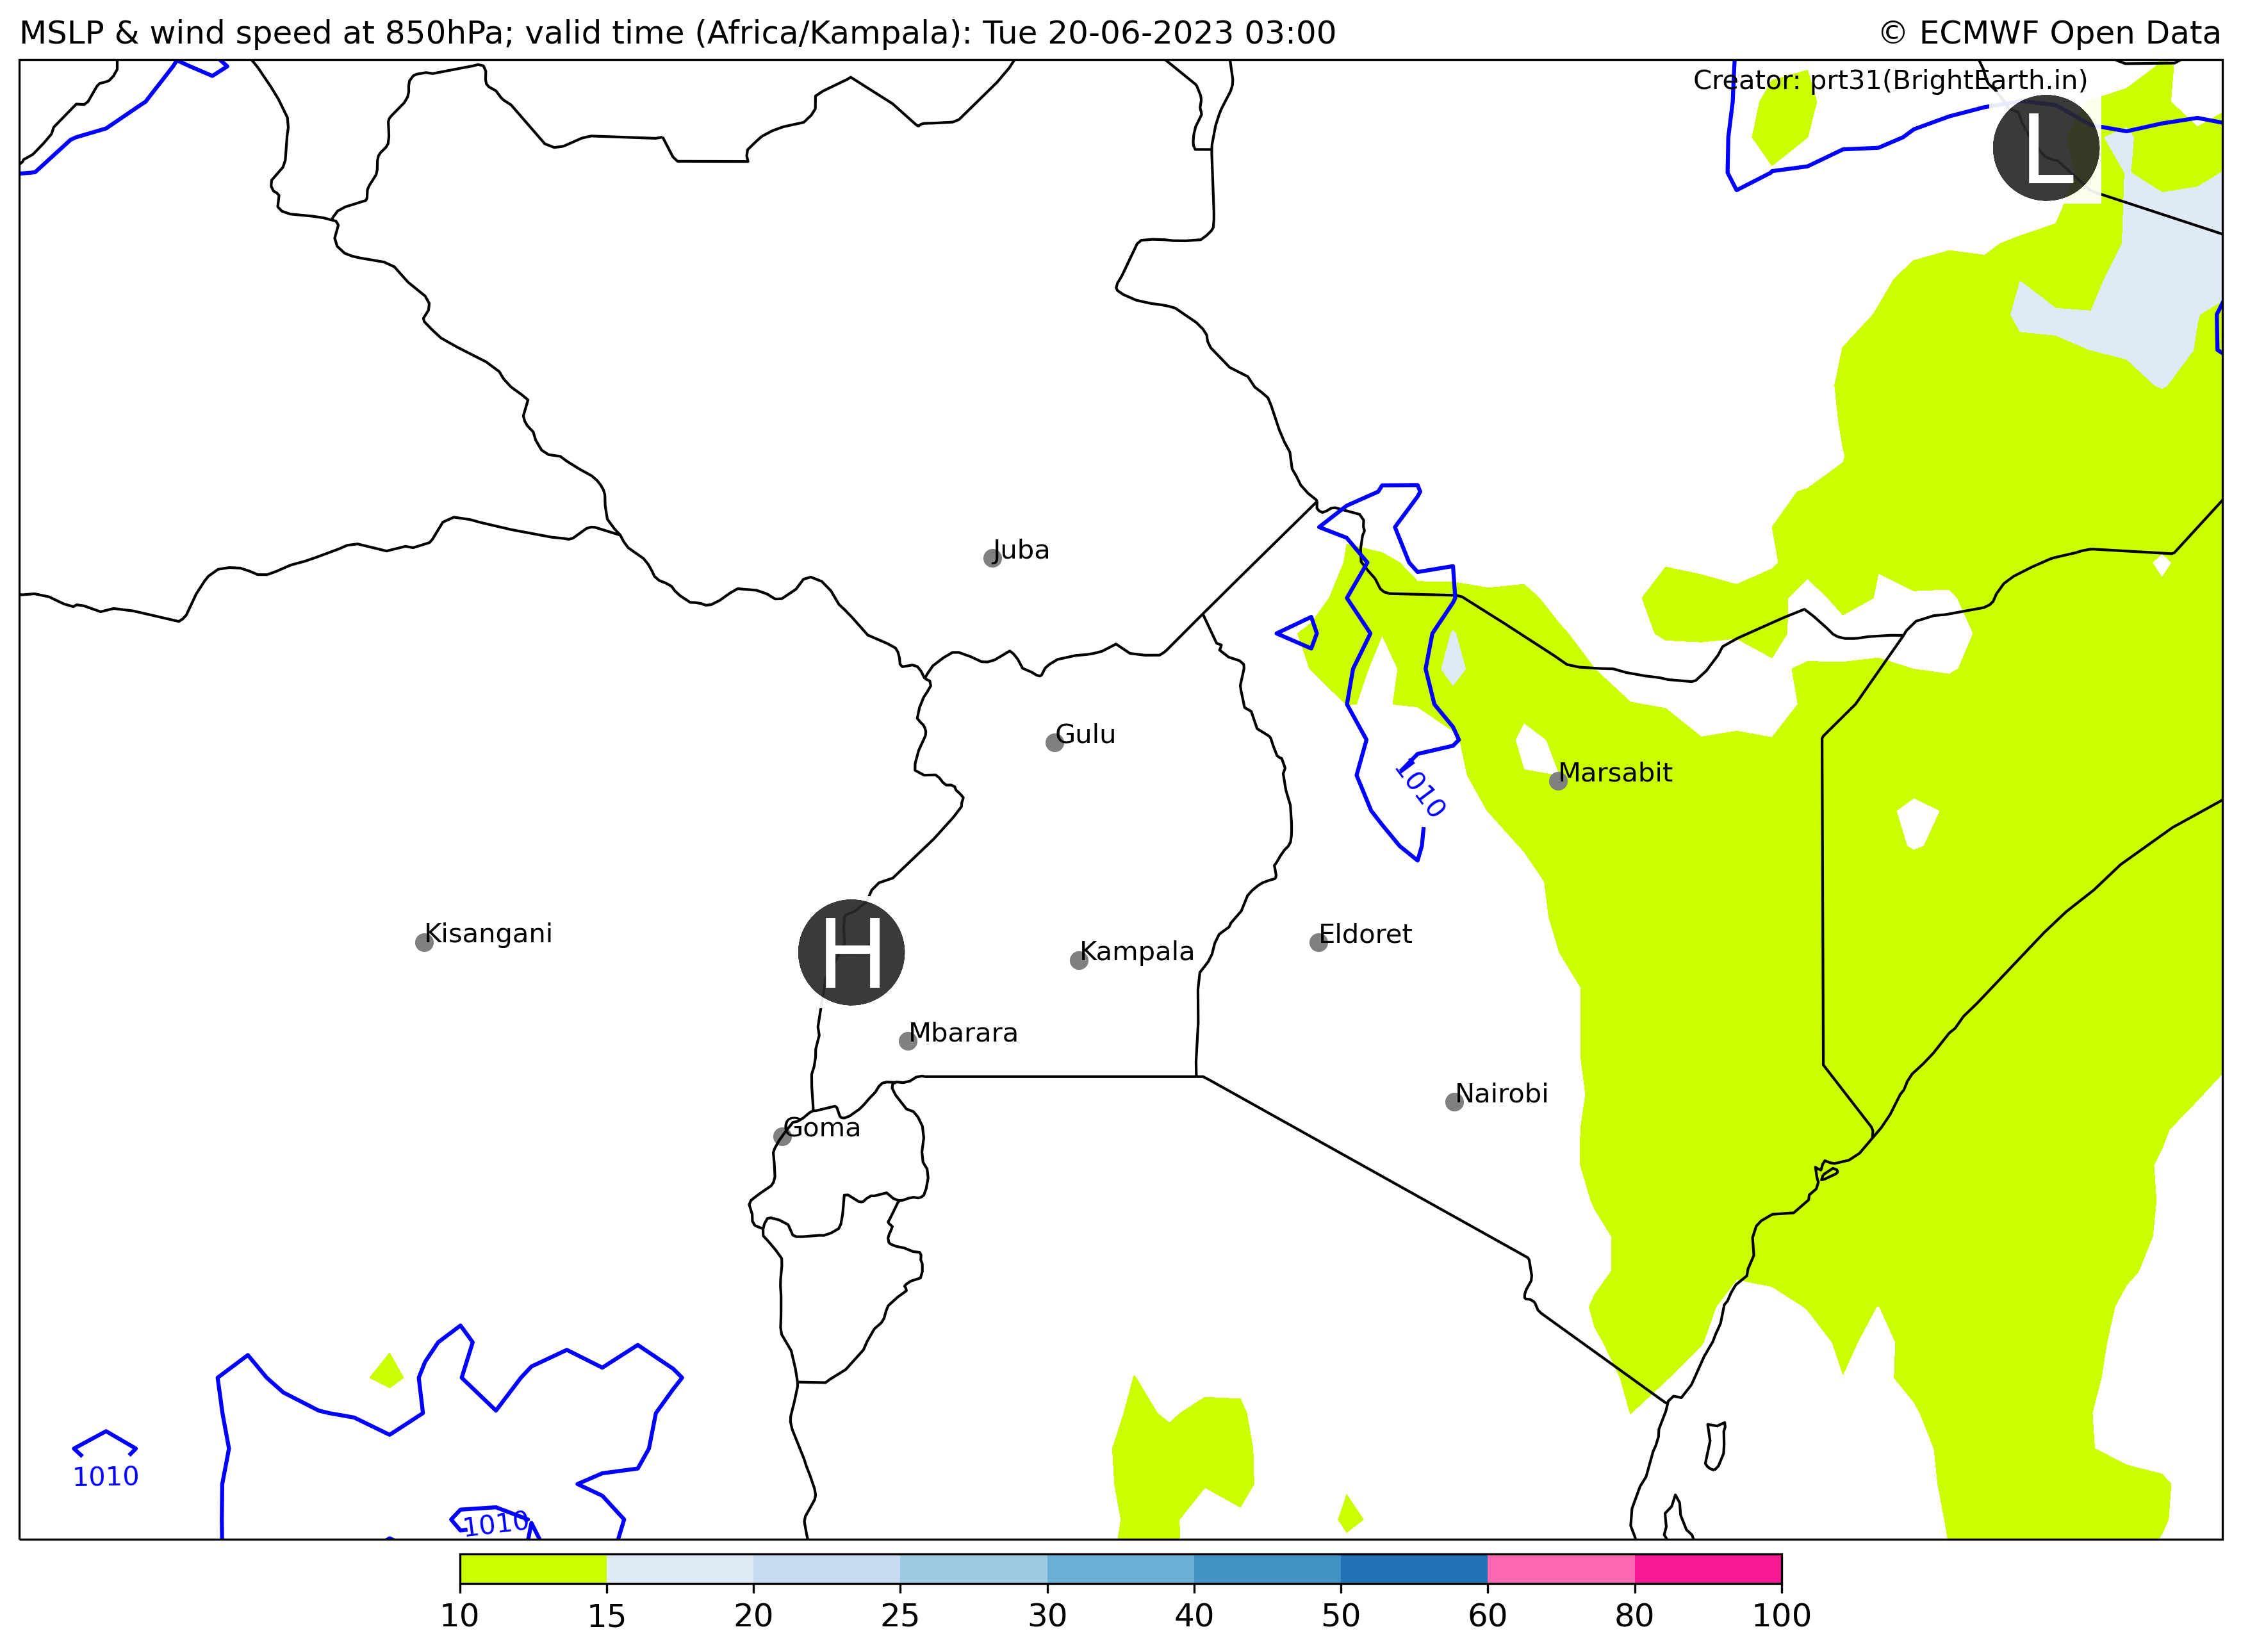 MSLP & wind speed at 850hPa; valid time (Africa/Kampala): Tue 20-06-2023 03:00
© ECMWF Open Data
Creator: prt31(BrightEarth.in)
L
Juba
Gulu
Marsabit
1010
Kisangani
H
Kampala
Eldoret
Mbarara
Nairobi
Goma
1010
1010
10 15 20 25 30 40 50 60 80 100